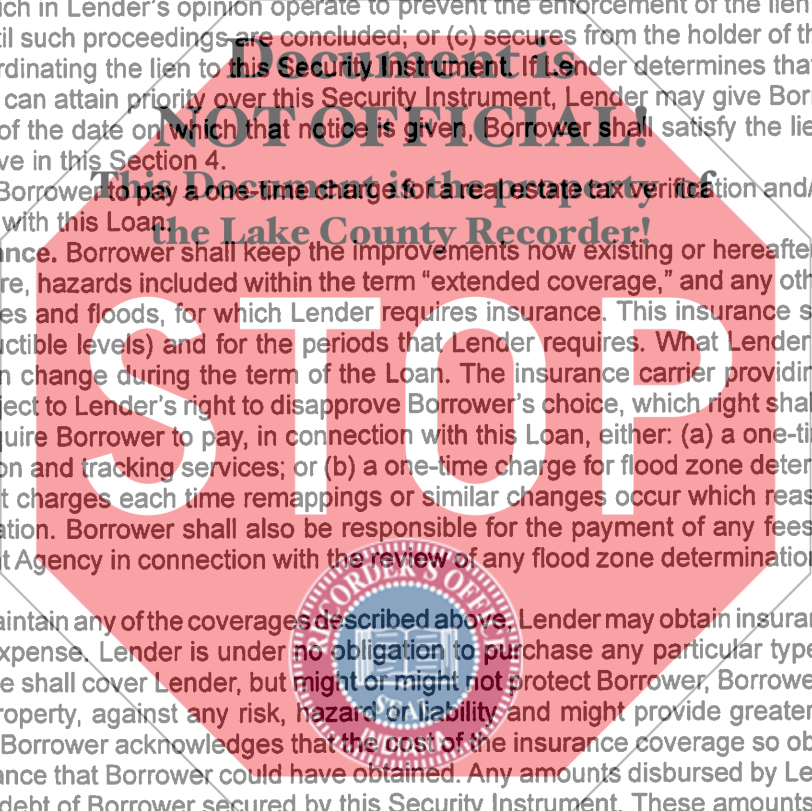 ich in Lender's opinion operate to prevent the enforcement of the lien
til such proceedings are concluded; or (c) secures from the holder of th
rdinating the lien to this Security Instrument. If Lender determines tha
can attain priority over this Security Instrument, Lender may give Borr
of the date on which that notice is given, Borrower shall satisfy the lie
ve in this Section 4.
Borrower to pay a one-time charge for a real estate tax verification and/
with this Loan.
nce. Borrower shall keep the improvements now existing or hereafte
re, hazards included within the term “extended coverage,” and any oth
es and floods, for which Lender requires insurance. This insurance s
uctible levels) and for the periods that Lender requires. What Lender
n change during the term of the Loan. The insurance carrier providin
ject to Lender's right to disapprove Borrower's choice, which right shal
uire Borrower to pay, in connection with this Loan, either: (a) a one-ti
on and tracking services; or (b) a one-time charge for flood zone deter
t charges each time remappings or similar changes occur which reas
ation. Borrower shall also be responsible for the payment of any fees
t Agency in connection with the review of any flood zone determination
aintain any of the coverages described above, Lender may obtain insuran
xpense. Lender is under no obligation to purchase any particular type
e shall cover Lender, but might or might not protect Borrower, Borrowe
roperty, against any risk, hazard or liability and might provide greater
Borrower acknowledges that the cost of the insurance coverage so ob
ance that Borrower could have obtained. Any amounts disbursed by Le
debt of Borrower secured by this Security Instrument. These amounts
Document is
NOT OFFICIAL!
This Document is the property of
the Lake County Recorder!
STOP
RECORDER'S OFFICE
SEAL